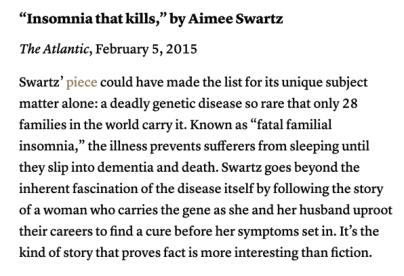 “Insomnia that kills,” by Aimee Swartz
The Atlantic, February 5, 2015
Swartz’ piece could have made the list for its unique subject
matter alone: a deadly genetic disease so rare that only 28
families in the world carry it. Known as “fatal familial
insomnia,” the illness prevents sufferers from sleeping until
they slip into dementia and death. Swartz goes beyond the
inherent fascination of the disease itself by following the story
of a woman who carries the gene as she and her husband uproot
their careers to find a cure before her symptoms set in. It’s the
kind of story that proves fact is more interesting than fiction.